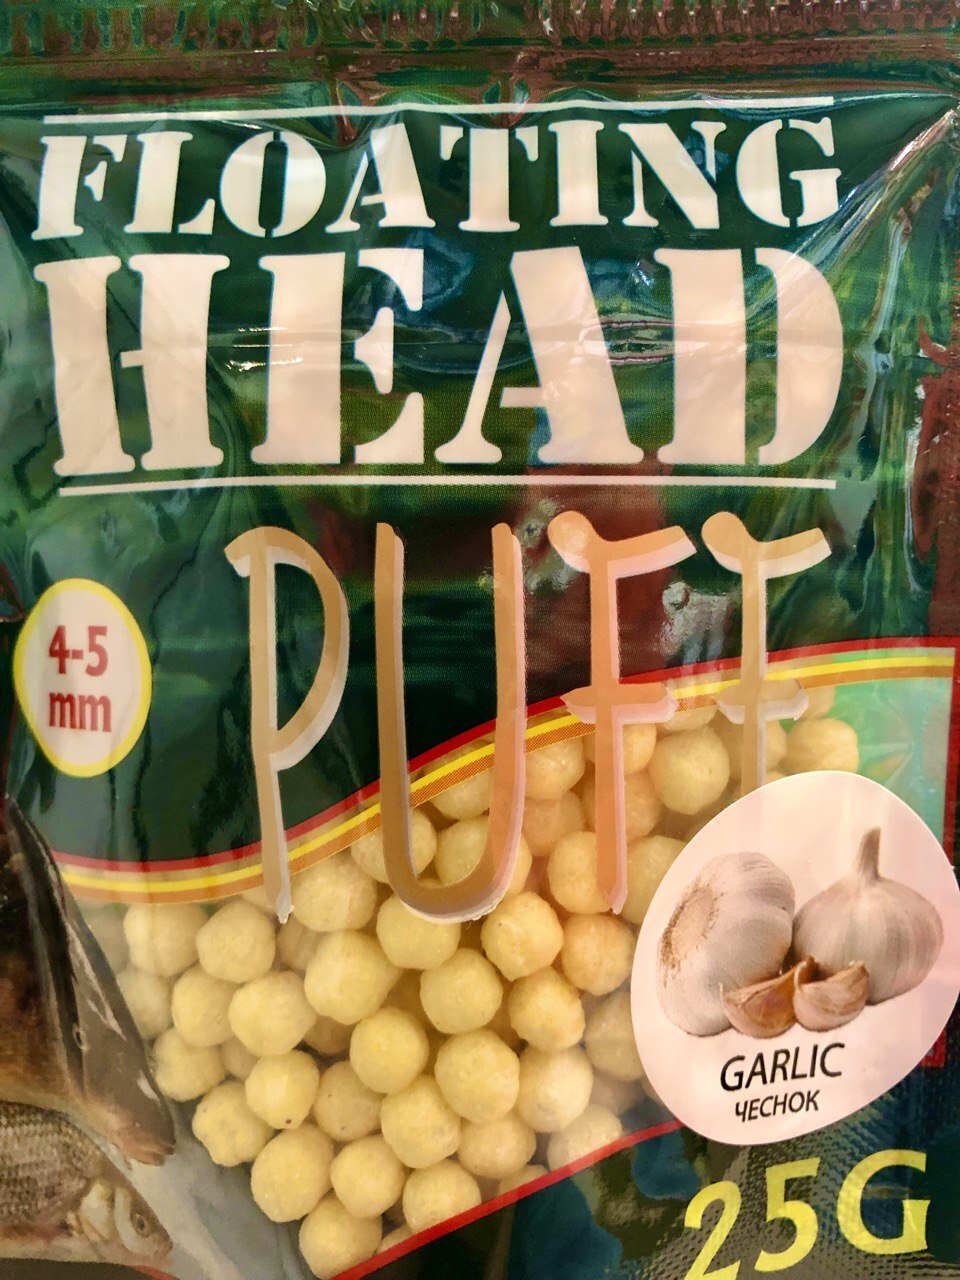 FLOATING
HEAD
PUFF
4-5
mm
GARLIC
ЧЕСНОК
25G